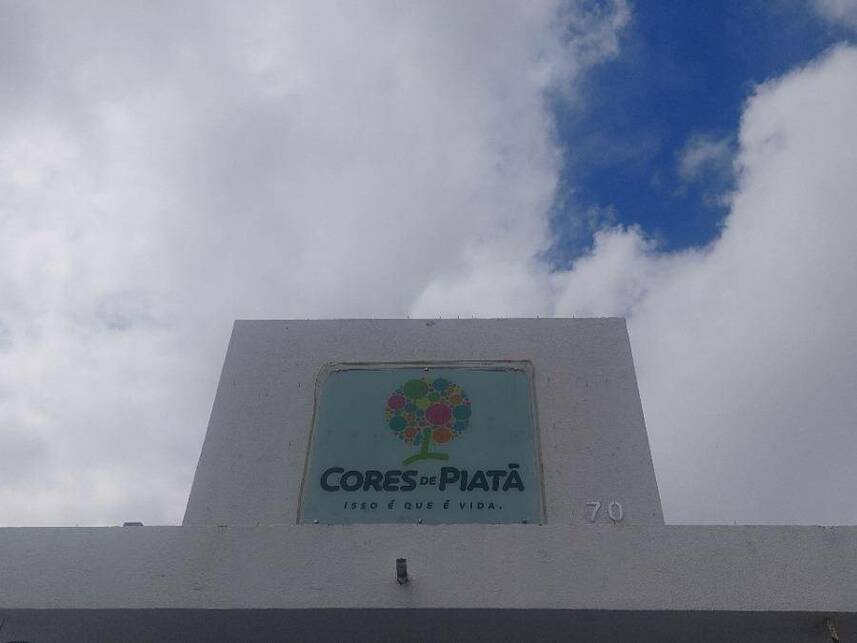 CORES DE PIATÃ
ISSO É QUE É VIDA.
70